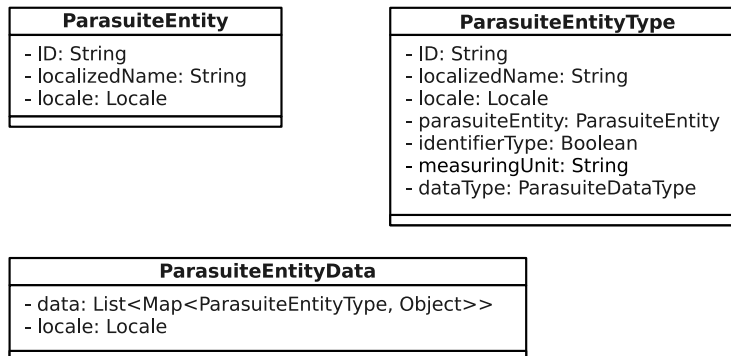 ParasuiteEntity
- ID: String
- localizedName: String
- locale: Locale
ParasuiteEntityType
- ID: String
- localizedName: String
- locale: Locale
- parasuiteEntity: ParasuiteEntity
- identifierType: Boolean
- measuringUnit: String
- dataType: ParasuiteDataType
ParasuiteEntityData
- data: List<Map<ParasuiteEntityType, Object>>
- locale: Locale